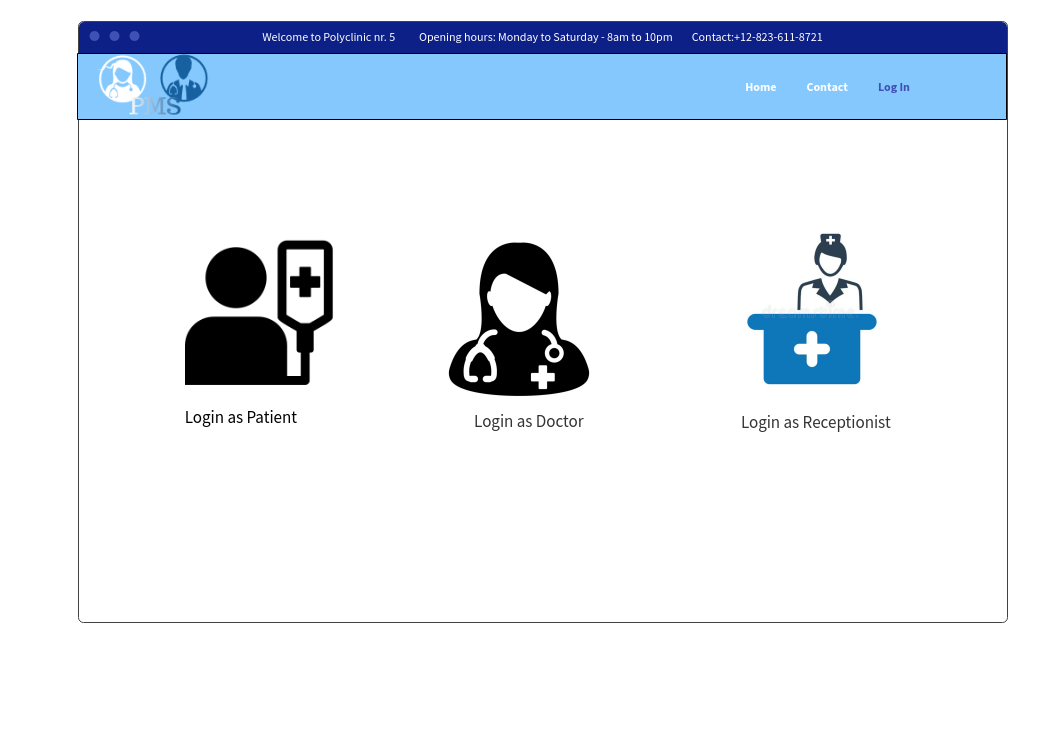 Welcome to Polyclinic nr. 5 Opening hours: Monday to Saturday - 8am to 10pm Contact:+12-823-611-8721
PMS
Home Contact Log In
Login as Patient Login as Doctor Login as Receptionist